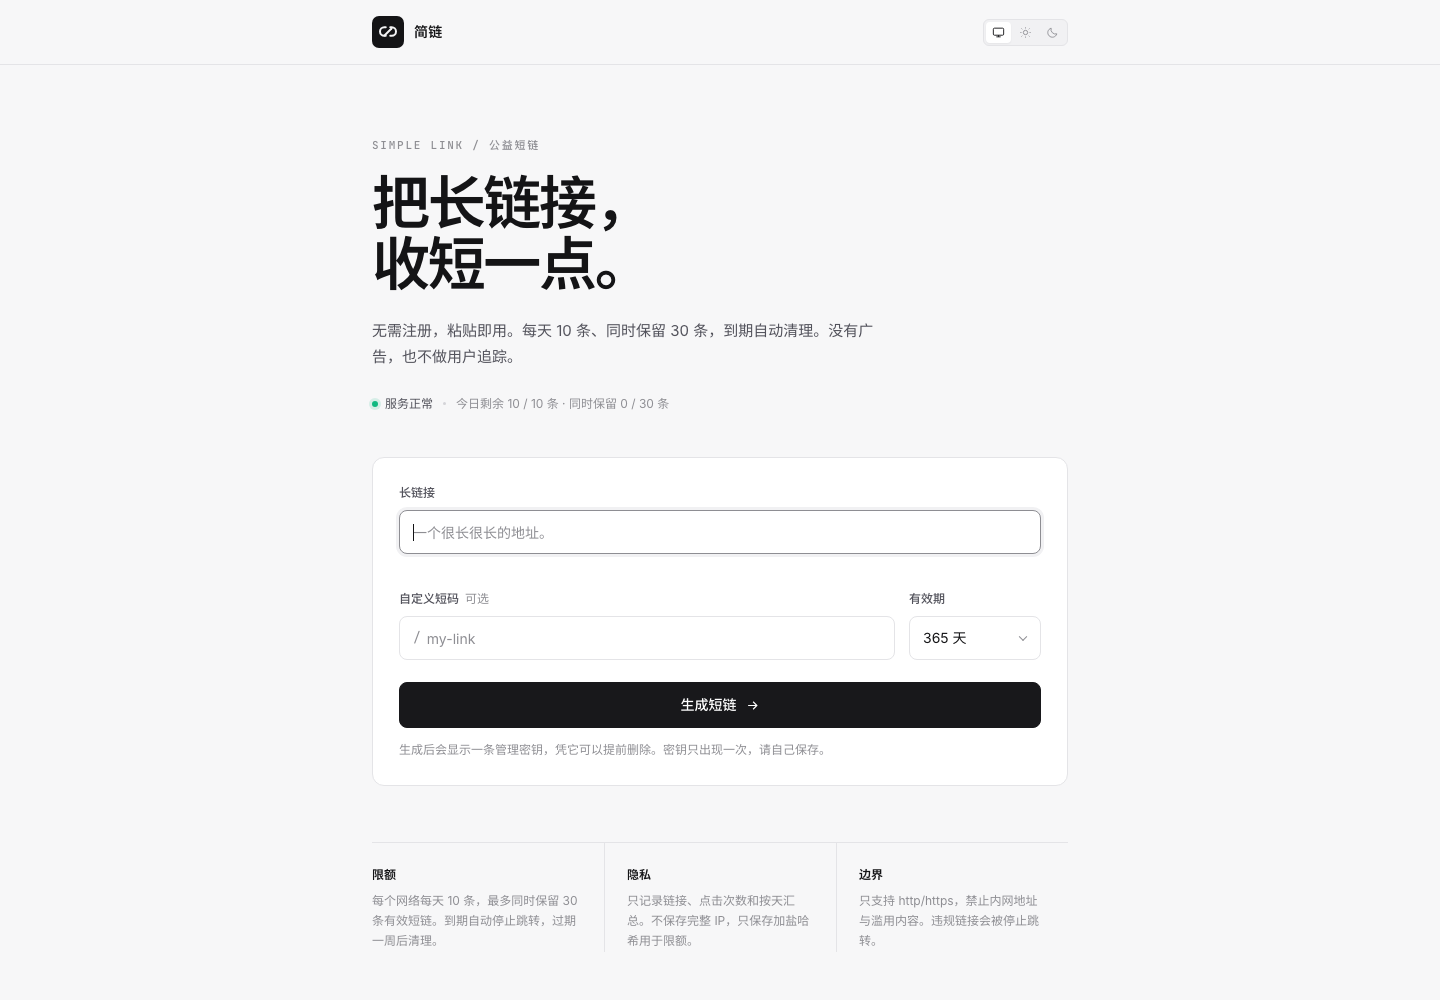 简链
SIMPLE LINK / 公益短链
把长链接，
收短一点。
无需注册，粘贴即用。每天 10 条、同时保留 30 条，到期自动清理。没有广
告，也不做用户追踪。
服务正常 · 今日剩余 10 / 10 条 · 同时保留 0 / 30 条
长链接
一个很长很长的地址。
自定义短码 可选
有效期
/ my-link
365 天
生成短链 →
生成后会显示一条管理密钥，凭它可以提前删除。密钥只出现一次，请自己保存。
限额
每个网络每天 10 条，最多同时保留 30
条有效短链。到期自动停止跳转，过期
一周后清理。
隐私
只记录链接、点击次数和按天汇
总。不保存完整 IP，只保存加盐哈
希用于限额。
边界
只支持 http/https，禁止内网地址
与滥用内容。违规链接会被停止跳
转。